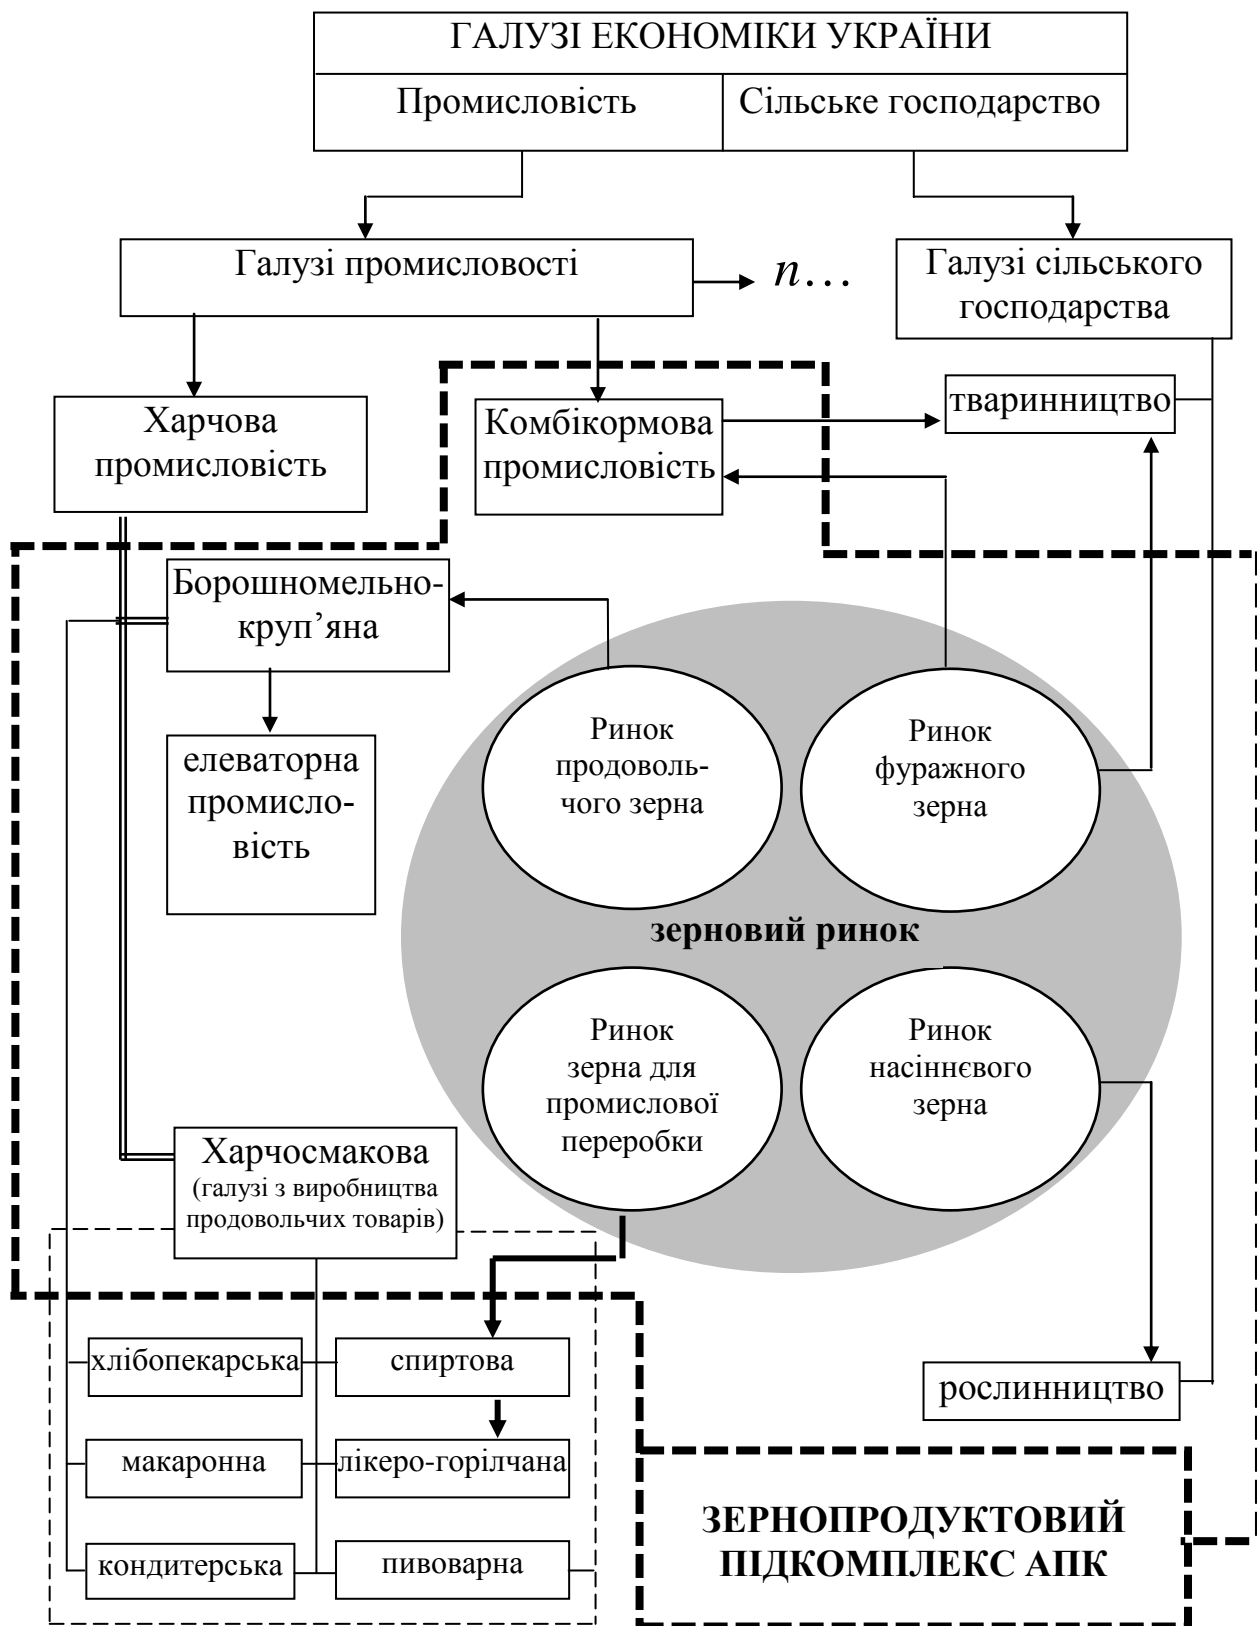 ГАЛУЗІ ЕКОНОМІКИ УКРАЇНИ
Промисловість
Сільське господарство
Галузі промисловості
n…
Галузі сільського
господарства
Харчова
промисловість
Комбікормова
промисловість
тваринництво
Борошномельно-
круп’яна
елеваторна
промисло-
вість
Ринок
продоволь-
чого зерна
Ринок
фуражного
зерна
зерновий ринок
Ринок
зерна для
промислової
переробки
Ринок
насіннєвого
зерна
Харчосмакова
(галузі з виробництва
продовольчих товарів)
хлібопекарська
спиртова
рослинництво
макаронна
лікеро-горілчана
кондитерська
пивоварна
ЗЕРНОПРОДУКТОВИЙ
ПІДКОМПЛЕКС АПК